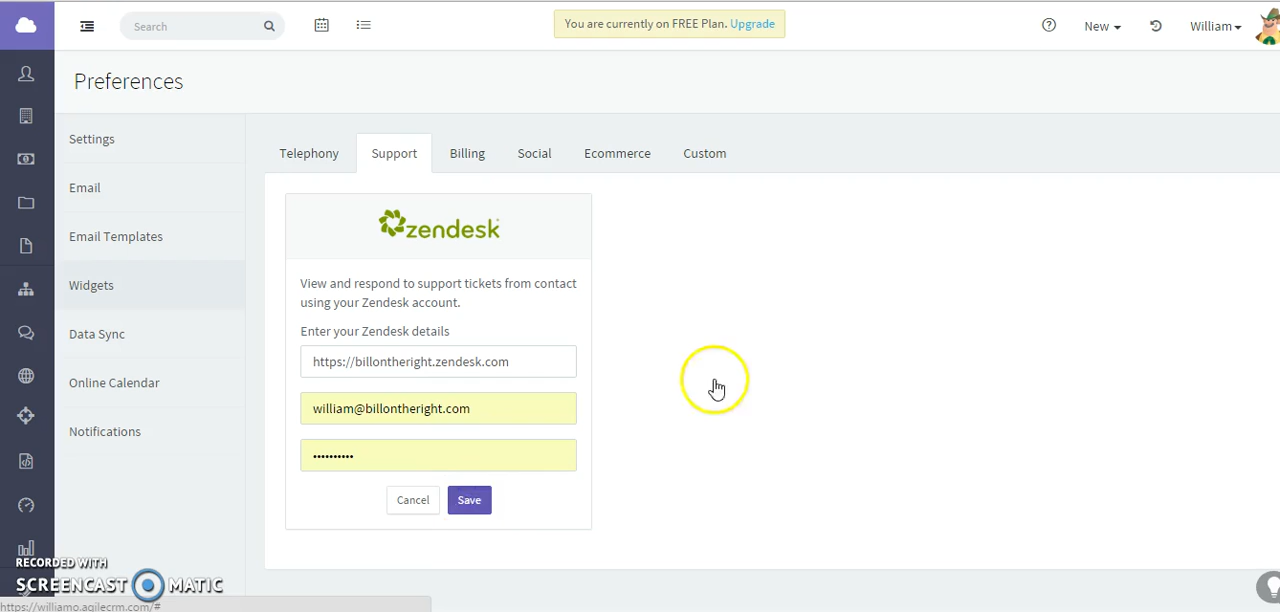 Search
You are currently on FREE Plan. Upgrade
New
William
Preferences
Settings
Email
Email Templates
Widgets
Data Sync
Online Calendar
Notifications
Telephony
Support
Billing
Social
Ecommerce
Custom
zendesk
View and respond to support tickets from contact
using your Zendesk account.
Enter your Zendesk details
https://billontheright.zendesk.com
william@billontheright.com
••••••••••
Cancel
Save
RECORDED WITH
SCREENCAST MATIC
https://williamo.agilecrm.com/#